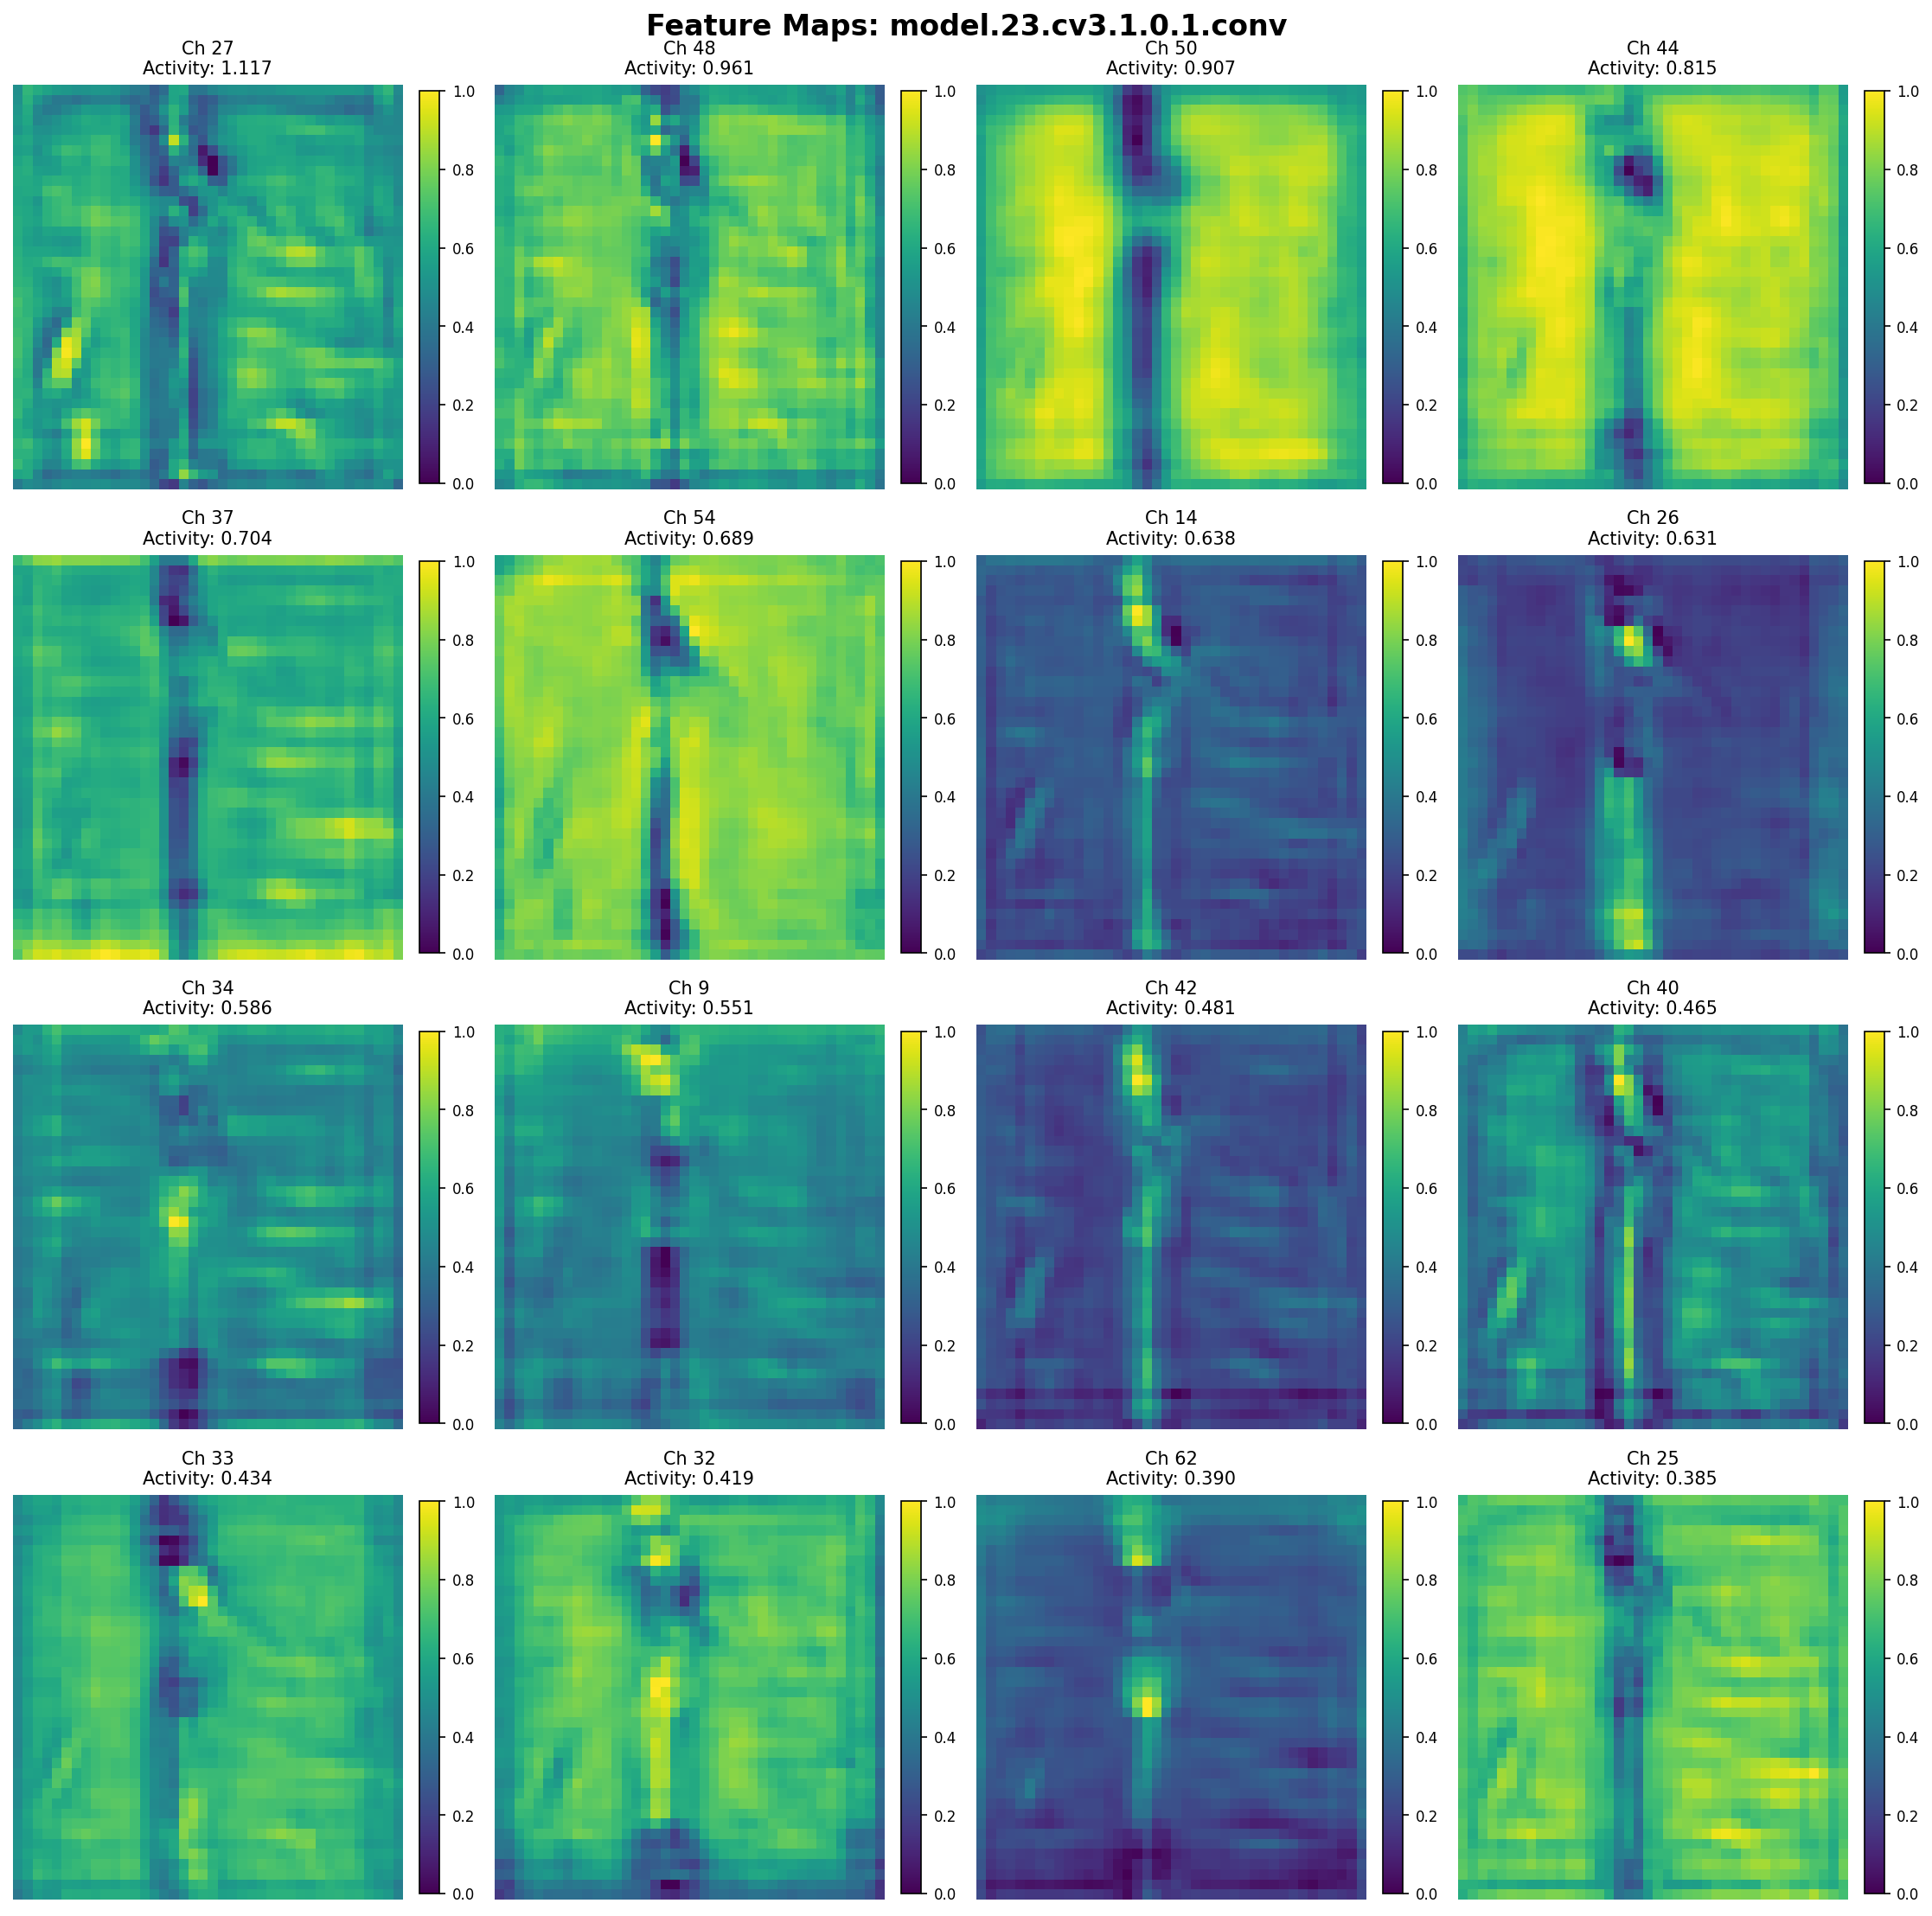 Feature Maps: model.23.cv3.1.0.1.conv
Ch 27
Activity: 1.117
Ch 48
Activity: 0.961
Ch 50
Activity: 0.907
Ch 44
Activity: 0.815
1.0
0.8
0.6
0.4
0.2
0.0
1.0
0.8
0.6
0.4
0.2
0.0
1.0
0.8
0.6
0.4
0.2
0.0
1.0
0.8
0.6
0.4
0.2
0.0
Ch 37
Activity: 0.704
Ch 54
Activity: 0.689
Ch 14
Activity: 0.638
Ch 26
Activity: 0.631
1.0
0.8
0.6
0.4
0.2
0.0
1.0
0.8
0.6
0.4
0.2
0.0
1.0
0.8
0.6
0.4
0.2
0.0
1.0
0.8
0.6
0.4
0.2
0.0
Ch 34
Activity: 0.586
Ch 9
Activity: 0.551
Ch 42
Activity: 0.481
Ch 40
Activity: 0.465
1.0
0.8
0.6
0.4
0.2
0.0
1.0
0.8
0.6
0.4
0.2
0.0
1.0
0.8
0.6
0.4
0.2
0.0
1.0
0.8
0.6
0.4
0.2
0.0
Ch 33
Activity: 0.434
Ch 32
Activity: 0.419
Ch 62
Activity: 0.390
Ch 25
Activity: 0.385
1.0
0.8
0.6
0.4
0.2
0.0
1.0
0.8
0.6
0.4
0.2
0.0
1.0
0.8
0.6
0.4
0.2
0.0
1.0
0.8
0.6
0.4
0.2
0.0